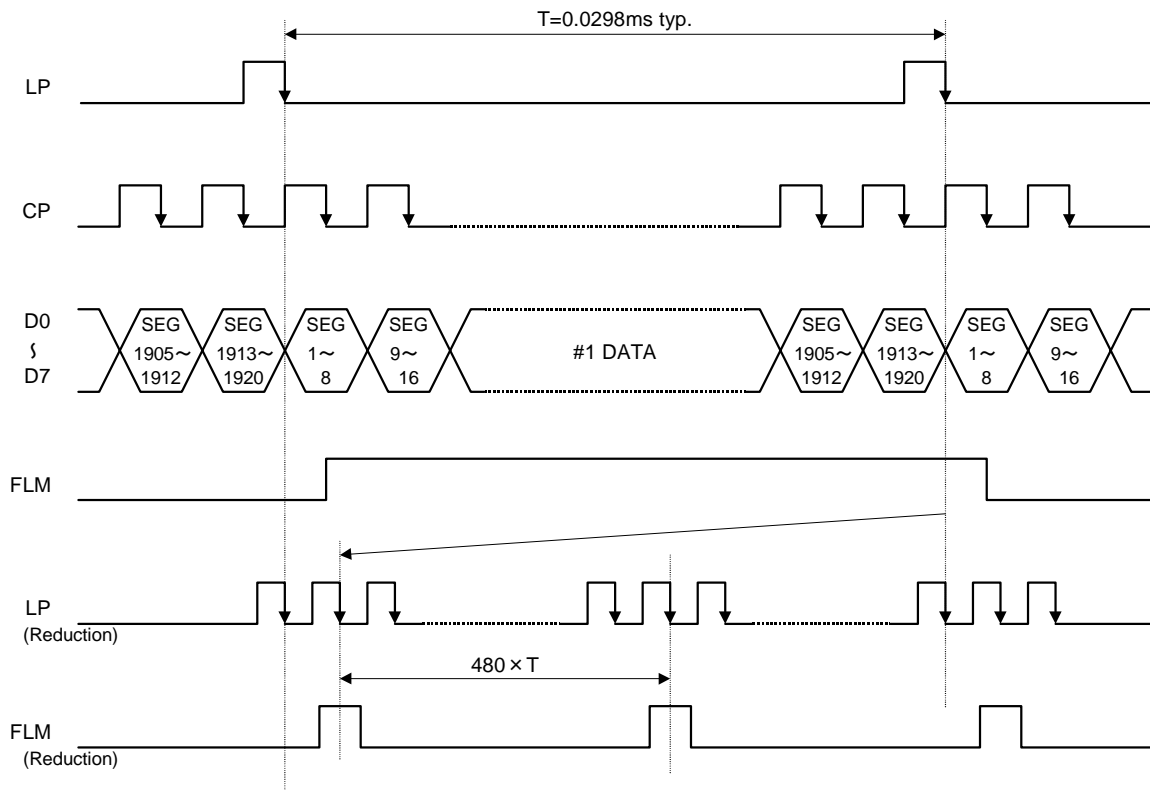 T=0.0298ms typ.
LP
CP
D0
∽
D7
SEG
1905～
1912
SEG
1913～
1920
SEG
1～
8
SEG
9～
16
#1 DATA
SEG
1905～
1912
SEG
1913～
1920
SEG
1～
8
SEG
9～
16
FLM
LP
(Reduction)
480×T
FLM
(Reduction)